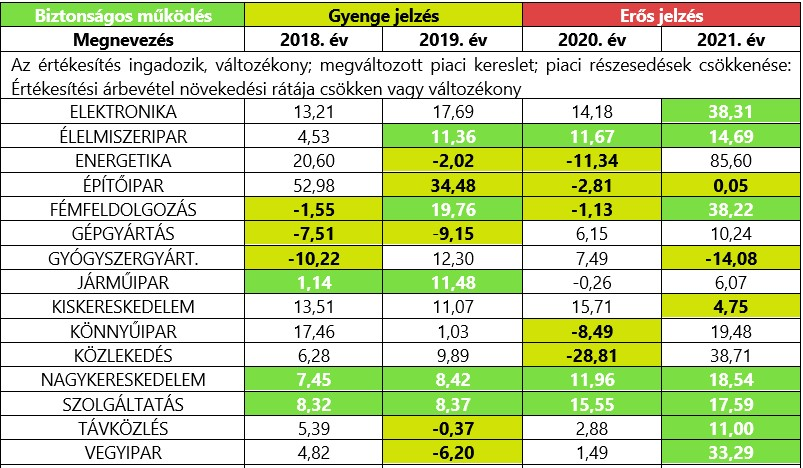 Biztonságos működés Gyenge jelzés Erős jelzés
Megnevezés 2018. év 2019. év 2020. év 2021. év
Az értékesítés ingadozik, változékony; megváltozott piaci kereslet; piaci részesedések csökkenése:
Értékesítési árbevétel növekedési rátája csökken vagy változékony
ELEKTRONIKA 13,21 17,69 14,18 38,31
ÉLELMISZERIPAR 4,53 11,36 11,67 14,69
ENERGETIKA 20,60 -2,02 -11,34 85,60
ÉPÍTŐIPAR 52,98 34,48 -2,81 0,05
FÉMFELDOLGOZÁS -1,55 19,76 -1,13 38,22
GÉPGYÁRTÁS -7,51 -9,15 6,15 10,24
GYÓGYSZERGYÁRT. -10,22 12,30 7,49 -14,08
JÁRMŰIPAR 1,14 11,48 -0,26 6,07
KISKERESKEDELEM 13,51 11,07 15,71 4,75
KÖNNYŰIPAR 17,46 1,03 -8,49 19,48
KÖZLEKEDÉS 6,28 9,89 -28,81 38,71
NAGYKERESKEDELEM 7,45 8,42 11,96 18,54
SZOLGÁLTATÁS 8,32 8,37 15,55 17,59
TÁVKÖZLÉS 5,39 -0,37 2,88 11,00
VEGYIPAR 4,82 -6,20 1,49 33,29